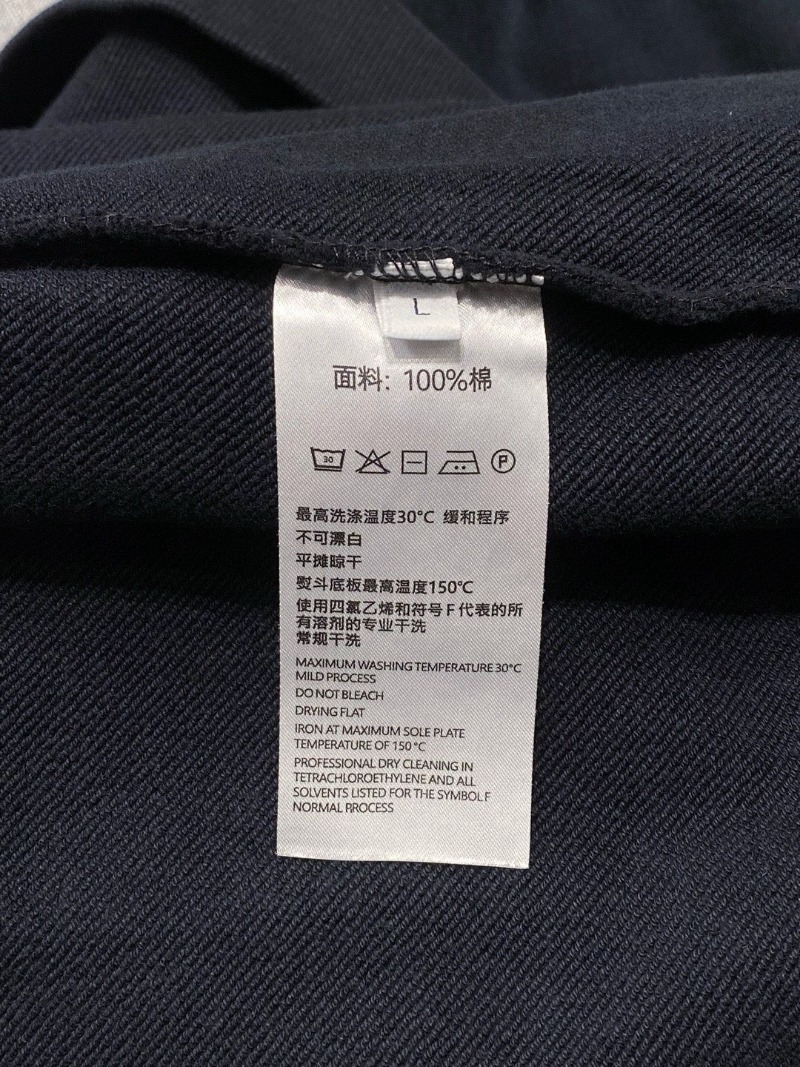 L
面料: 100%棉
30 P
最高洗涤温度30°C 缓和程序
不可漂白
平摊晾干
熨斗底板最高温度150°C
使用四氯乙烯和符号F代表的所
有溶剂的专业干洗
常规干洗
MAXIMUM WASHING TEMPERATURE 30°C
MILD PROCESS
DO NOT BLEACH
DRYING FLAT
IRON AT MAXIMUM SOLE PLATE
TEMPERATURE OF 150 °C
PROFESSIONAL DRY CLEANING IN
TETRACHLOROETHYLENE AND ALL
SOLVENTS LISTED FOR THE SYMBOL F
NORMAL PROCESS